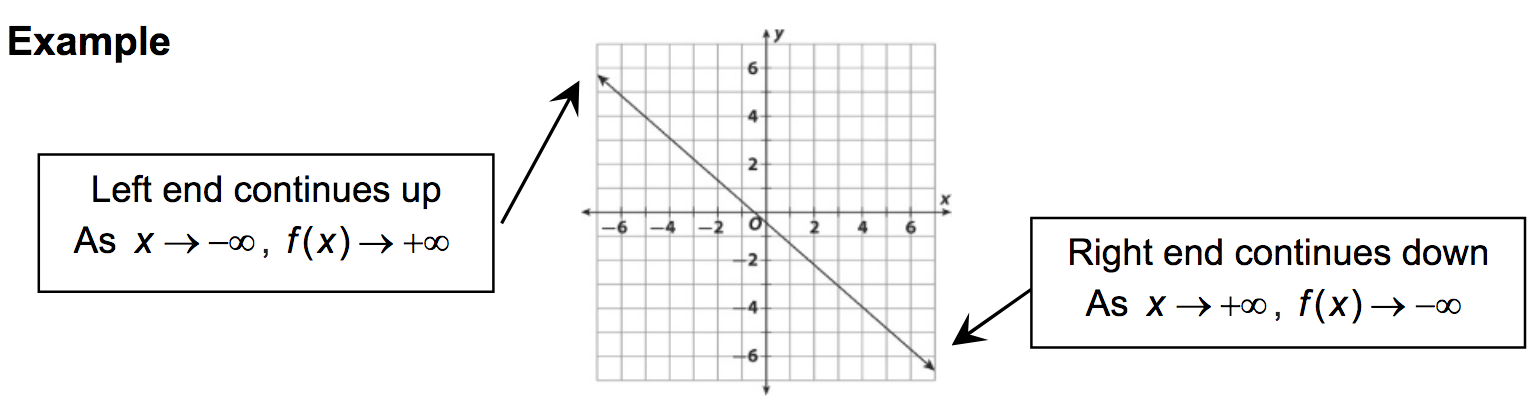 Example
Left end continues up
As x → −∞, f(x) → +∞
y
6
4
2
x
−6 −4 −2 O 2 4 6
−2
−4
−6
Right end continues down
As x → +∞, f(x) → −∞